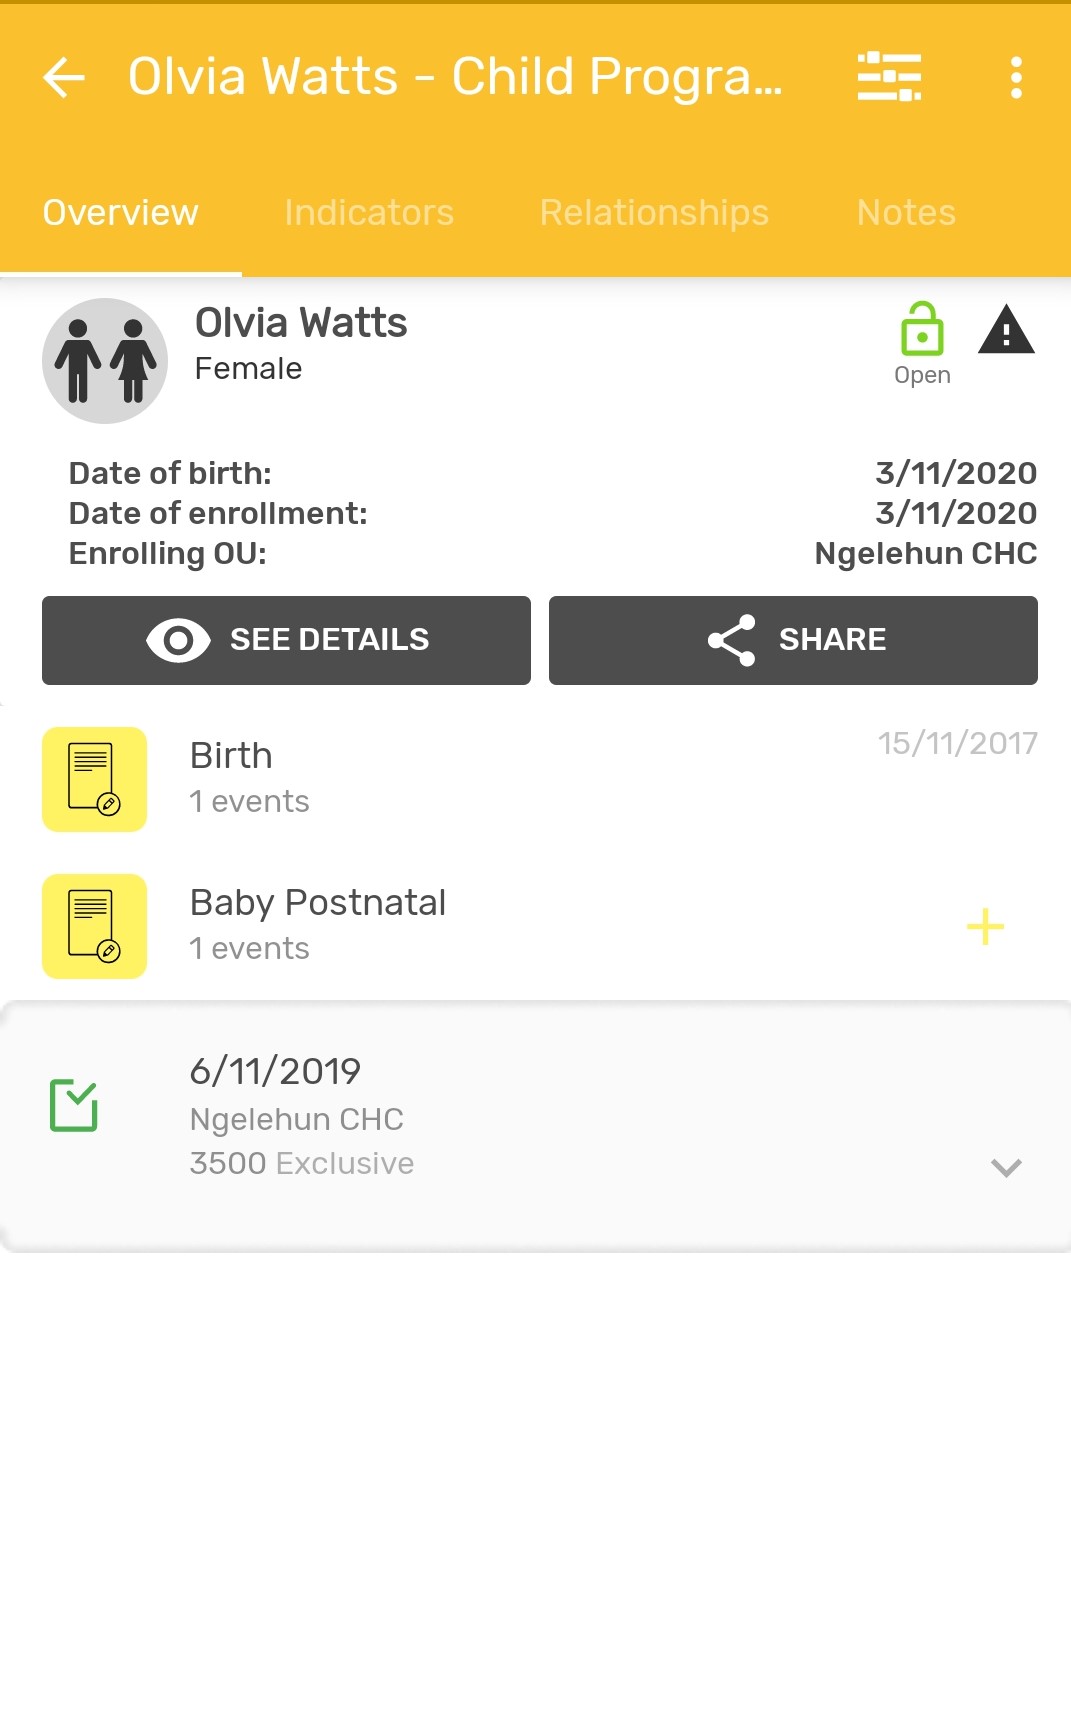 Olvia Watts - Child Progra...
Overview Indicators Relationships Notes
Olvia Watts
Female
Open
Date of birth: 3/11/2020
Date of enrollment: 3/11/2020
Enrolling OU: Ngelehun CHC
SEE DETAILS SHARE
Birth 15/11/2017
1 events
Baby Postnatal
1 events
6/11/2019
Ngelehun CHC
3500 Exclusive